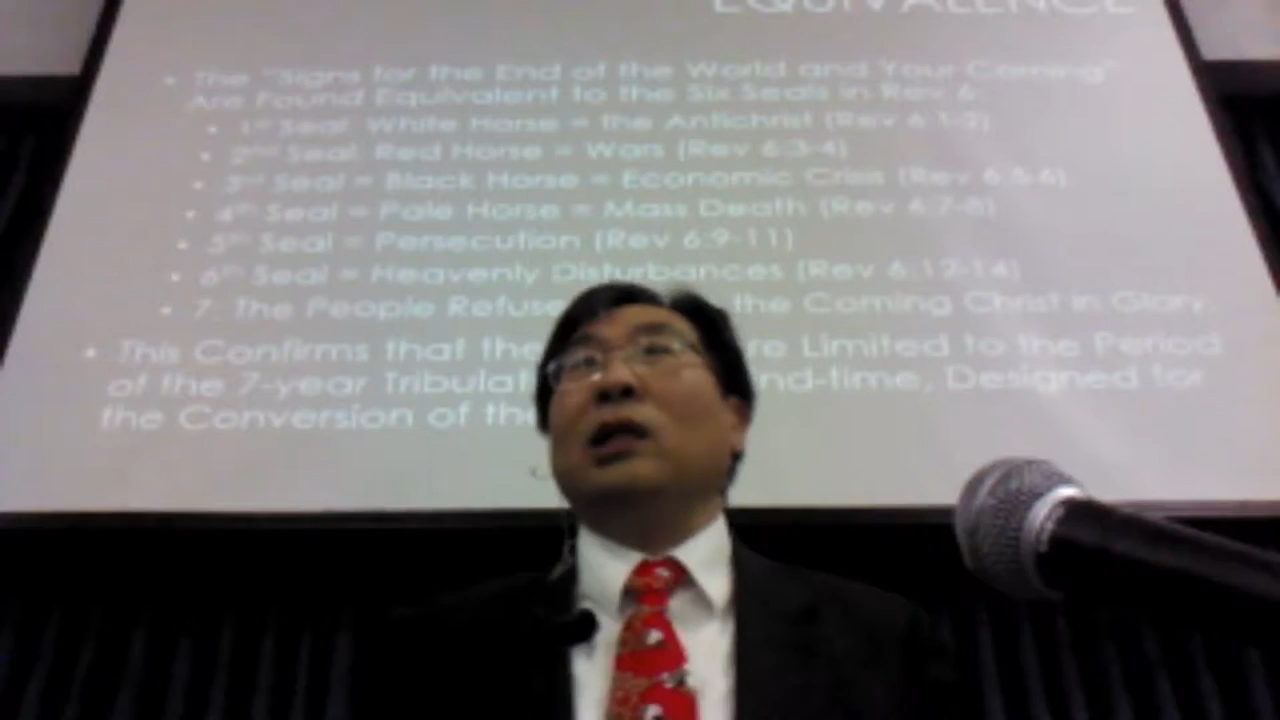 EQUIVALENCE
• The "Signs for the End of the World and Your Coming"
Are Found Equivalent to the Six Seals in Rev 6
• 1st Seal: White Horse = the Antichrist (Rev 6:1-2)
• 2nd Seal: Red Horse = Wars (Rev 6:3-4)
• 3rd Seal = Black Horse = Economic Crisis (Rev 6:5-6)
• 4th Seal = Pale Horse = Mass Death (Rev 6:7-8)
• 5th Seal = Persecution (Rev 6:9-11)
• 6th Seal = Heavenly Disturbances (Rev 6:12-14)
• 7: The People Refuse the Coming Christ in Glory
• This Confirms that the re Limited to the Period
of the 7-year Tribulat nd-time, Designed for
the Conversion of the